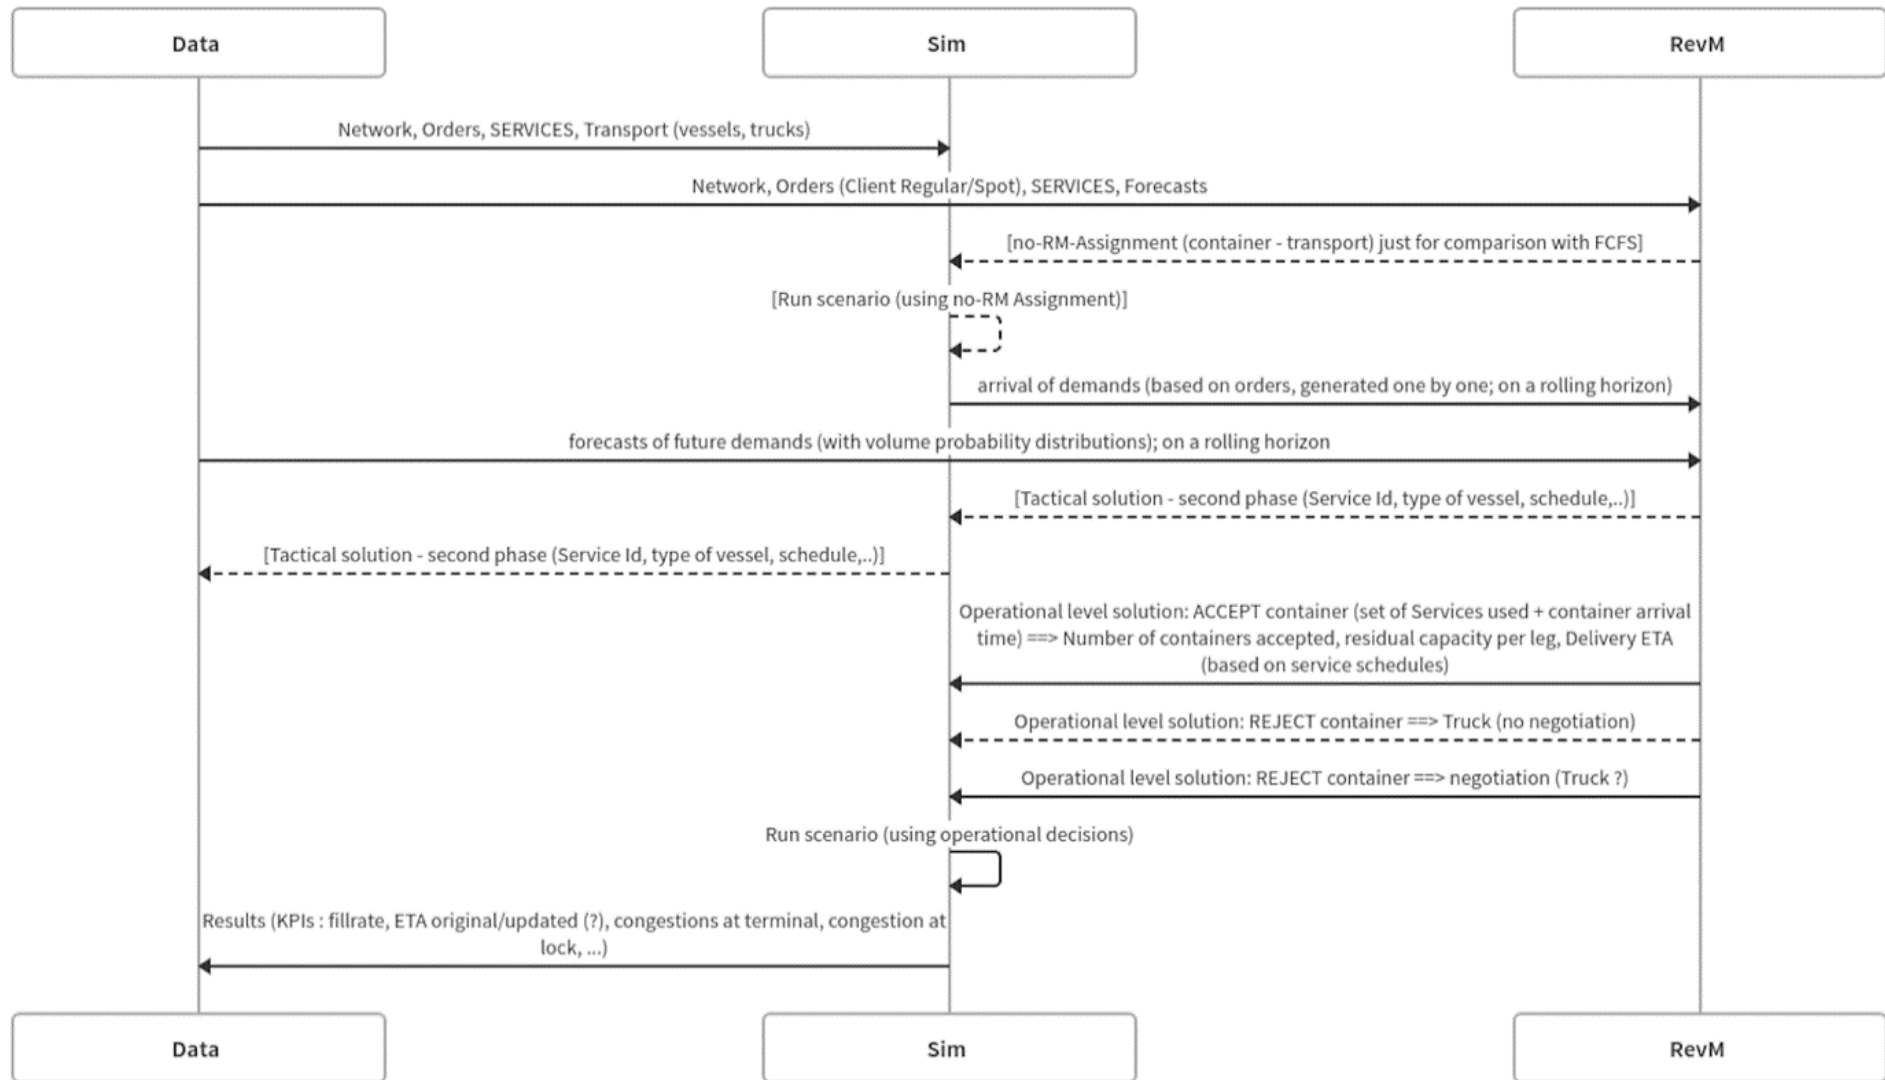 Data
Sim
RevM
Network, Orders, SERVICES, Transport (vessels, trucks)
Network, Orders (Client Regular/Spot), SERVICES, Forecasts
[no-RM-Assignment (container - transport) just for comparison with FCFS]
[Run scenario (using no-RM Assignment)]
arrival of demands (based on orders, generated one by one; on a rolling horizon)
forecasts of future demands (with volume probability distributions); on a rolling horizon
[Tactical solution - second phase (Service Id, type of vessel, schedule,..)]
[Tactical solution - second phase (Service Id, type of vessel, schedule,..)]
Operational level solution: ACCEPT container (set of Services used + container arrival
time) ==> Number of containers accepted, residual capacity per leg, Delivery ETA
(based on service schedules)
Operational level solution: REJECT container ==> Truck (no negotiation)
Operational level solution: REJECT container ==> negotiation (Truck ?)
Run scenario (using operational decisions)
Results (KPIs : fillrate, ETA original/updated (?), congestions at terminal, congestion at
lock, ...)
Data
Sim
RevM